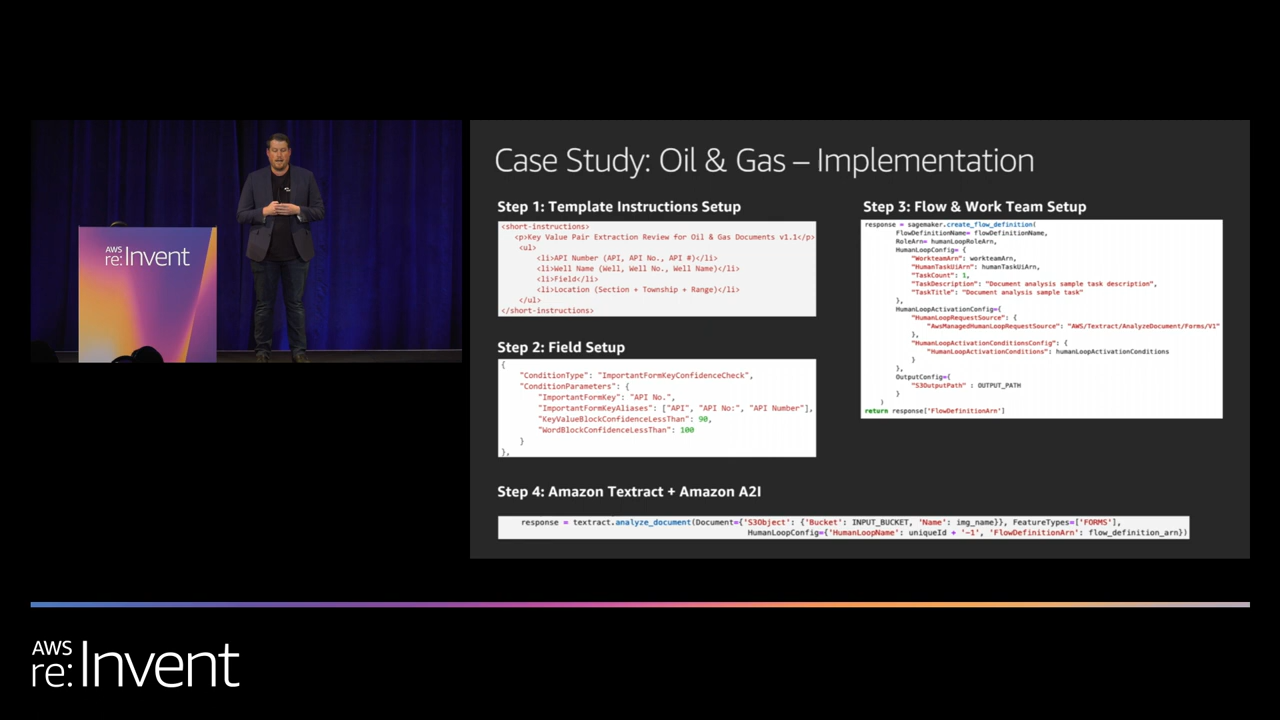 AWS
re:Invent
Case Study: Oil & Gas – Implementation
Step 1: Template Instructions Setup
<short-instructions>
<p>Key Value Pair Extraction Review for Oil & Gas Documents v1.1</p>
<ul>
<li>API Number (API, API No., API #)</li>
<li>Well Name (Well, Well No., Well Name)</li>
<li>Field</li>
<li>Location (Section + Township + Range)</li>
</ul>
</short-instructions>
Step 2: Field Setup
{
"ConditionType": "ImportantFormKeyConfidenceCheck",
"ConditionParameters": {
"ImportantFormKey": "API No.",
"ImportantFormKeyAliases": ["API", "API No:", "API Number"],
"KeyValueBlockConfidenceLessThan": 90,
"WordBlockConfidenceLessThan": 100
}
},
Step 3: Flow & Work Team Setup
response = sagemaker.create_flow_definition(
FlowDefinitionName= flowDefinitionName,
RoleArn= humanLoopRoleArn,
HumanLoopConfig= {
"WorkteamArn": workteamArn,
"HumanTaskUiArn": humanTaskUiArn,
"TaskCount": 1,
"TaskDescription": "Document analysis sample task description",
"TaskTitle": "Document analysis sample task"
},
HumanLoopActivationConfig={
"HumanLoopRequestSource": {
"AwsManagedHumanLoopRequestSource": "AWS/Textract/AnalyzeDocument/Forms/V1"
},
"HumanLoopActivationConditionsConfig": {
"HumanLoopActivationConditions": humanLoopActivationConditions
}
},
OutputConfig={
"S3OutputPath" : OUTPUT_PATH
}
)
return response['FlowDefinitionArn']
Step 4: Amazon Textract + Amazon A2I
response = textract.analyze_document(Document={'S3Object': {'Bucket': INPUT_BUCKET, 'Name': img_name}}, FeatureTypes=['FORMS'],
HumanLoopConfig={'HumanLoopName': uniqueId + '~1', 'FlowDefinitionArn': flow_definition_arn})
AWS
re:Invent